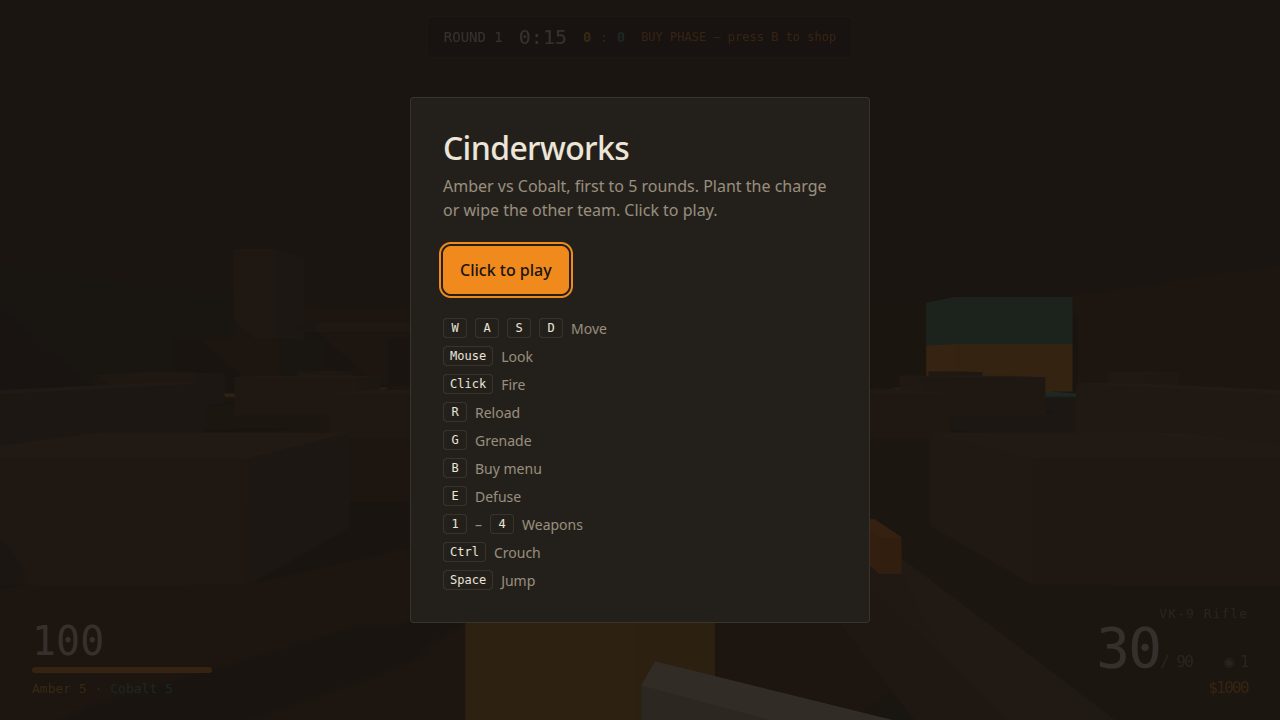 ROUND 1 0:15 0 : 0 BUY PHASE — press B to shop
Cinderworks
Amber vs Cobalt, first to 5 rounds. Plant the charge
or wipe the other team. Click to play.
Click to play
W A S D Move
Mouse Look
Click Fire
R Reload
G Grenade
B Buy menu
E Defuse
1 – 4 Weapons
Ctrl Crouch
Space Jump
100
Amber 5 · Cobalt 5
VK-9 Rifle
30 / 90 ◉ 1
$1000